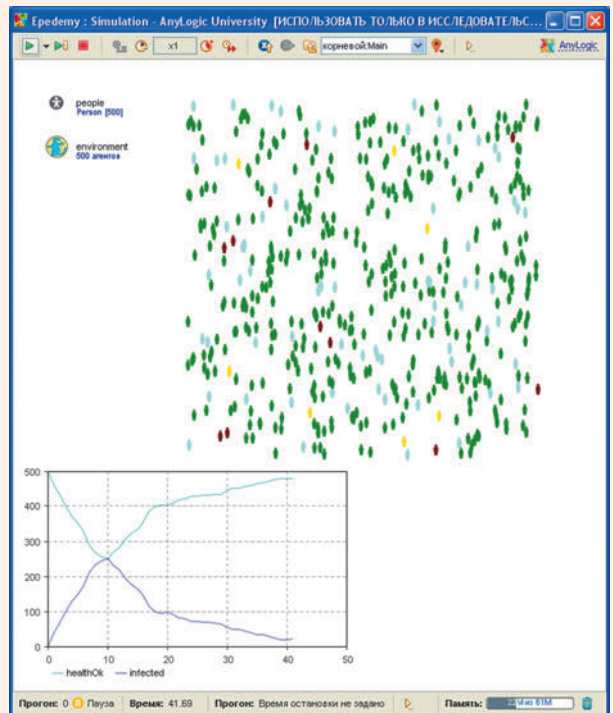 Epedemy : Simulation - AnyLogic University [ИСПОЛЬЗОВАТЬ ТОЛЬКО В ИССЛЕДОВАТЕЛЬС...
x1
корневой:Main
AnyLogic
people
Person [500]
environment
500 агентов
500
400
300
200
100
0
0 10 20 30 40 50
healthOk infected
Прогон: 0 Пауза Время: 41.69 Прогон: Время остановки не задано Память: из 61М